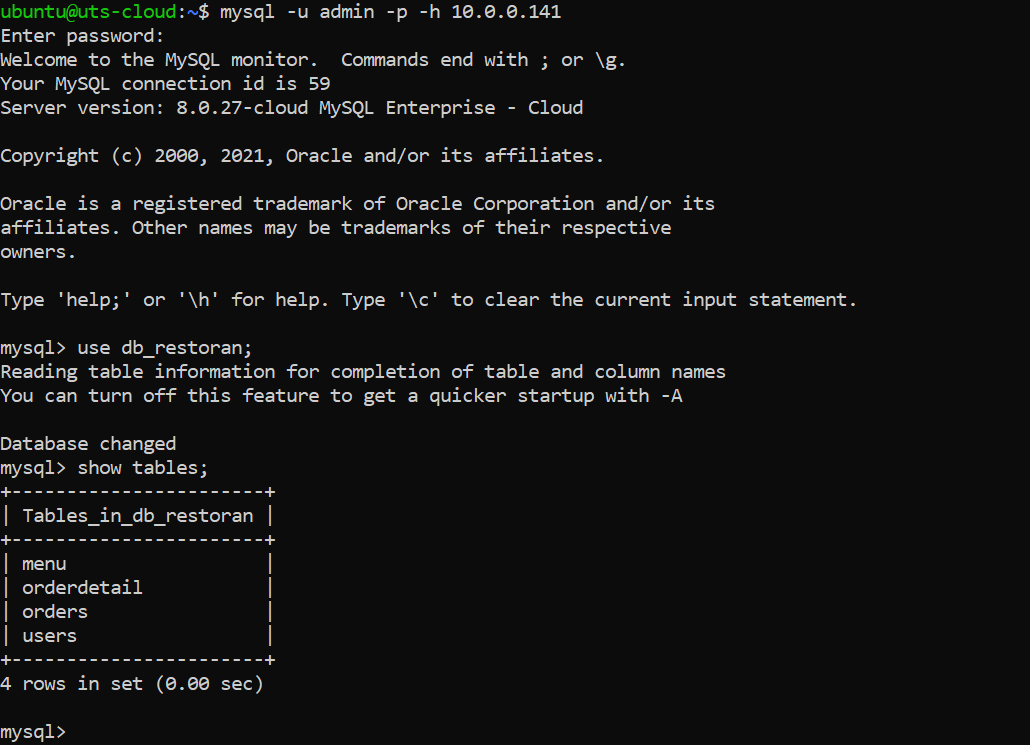 ubuntu@uts-cloud:~$ mysql -u admin -p -h 10.0.0.141
Enter password:
Welcome to the MySQL monitor.  Commands end with ; or \g.
Your MySQL connection id is 59
Server version: 8.0.27-cloud MySQL Enterprise - Cloud

Copyright (c) 2000, 2021, Oracle and/or its affiliates.

Oracle is a registered trademark of Oracle Corporation and/or its
affiliates. Other names may be trademarks of their respective
owners.

Type 'help;' or '\h' for help. Type '\c' to clear the current input statement.

mysql> use db_restoran;
Reading table information for completion of table and column names
You can turn off this feature to get a quicker startup with -A

Database changed
mysql> show tables;
+-----------------------+
| Tables_in_db_restoran |
+-----------------------+
| menu                  |
| orderdetail           |
| orders                |
| users                 |
+-----------------------+
4 rows in set (0.00 sec)

mysql>